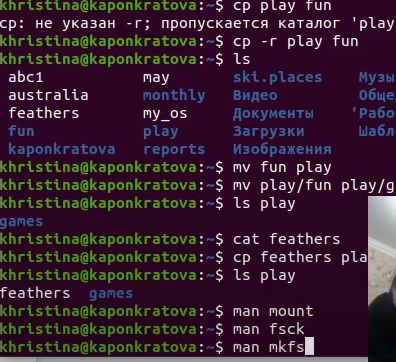 khristina@kaponkratova:~$ cp play fun
cp: не указан -r; пропускается каталог 'play
khristina@kaponkratova:~$ cp -r play fun
khristina@kaponkratova:~$ ls
abc1 may ski.places Музы
australia monthly Видео Обще
feathers my_os Документы 'Рабо
fun play Загрузки Шабл
kaponkratova reports Изображения
khristina@kaponkratova:~$ mv fun play
khristina@kaponkratova:~$ mv play/fun play/g
khristina@kaponkratova:~$ ls play
games
khristina@kaponkratova:~$ cat feathers
khristina@kaponkratova:~$ cp feathers pla
khristina@kaponkratova:~$ ls play
feathers games
khristina@kaponkratova:~$ man mount
khristina@kaponkratova:~$ man fsck
khristina@kaponkratova:~$ man mkfs